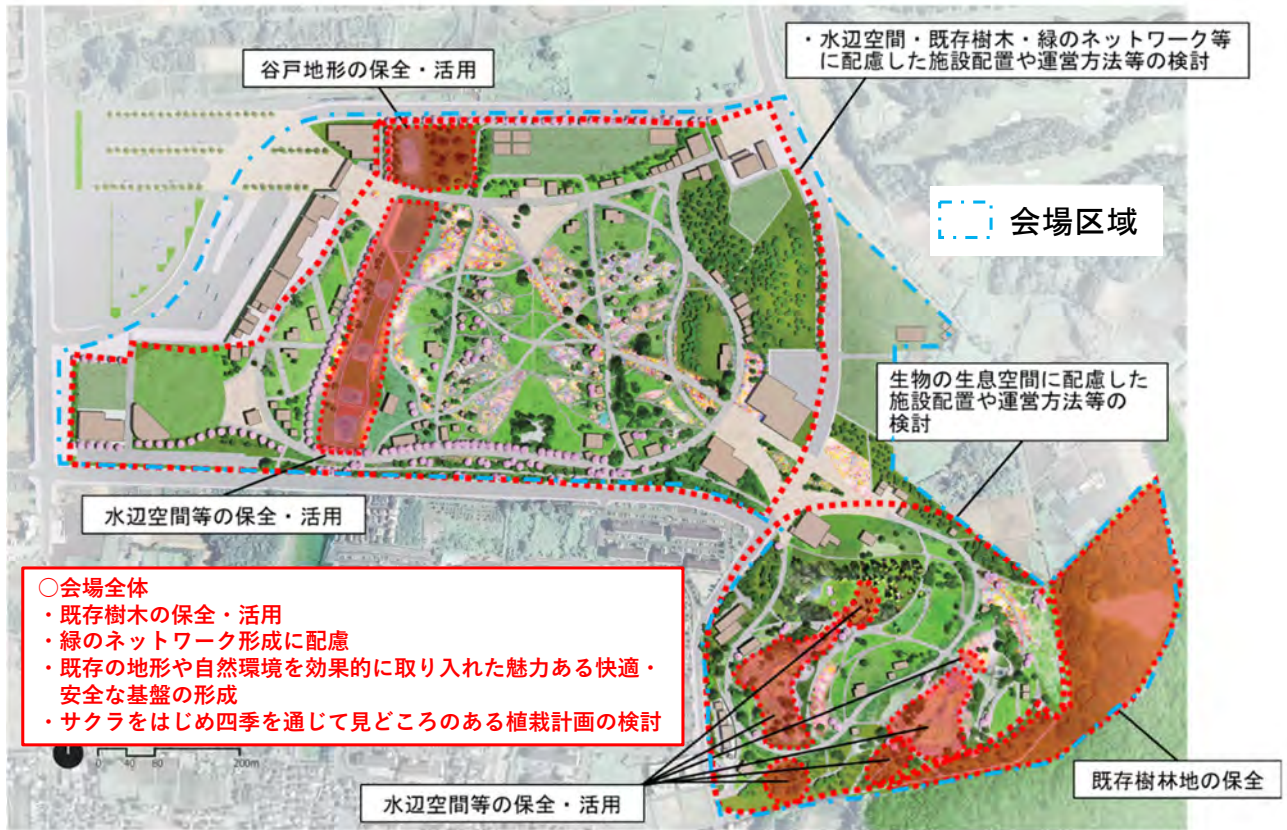 谷戸地形の保全・活用
・水辺空間・既存樹木・緑のネットワーク等
に配慮した施設配置や運営方法等の検討
会場区域
生物の生息空間に配慮した
施設配置や運営方法等の
検討
水辺空間等の保全・活用
○会場全体
・既存樹木の保全・活用
・緑のネットワーク形成に配慮
・既存の地形や自然環境を効果的に取り入れた魅力ある快適・
安全な基盤の形成
・サクラをはじめ四季を通じて見どころのある植栽計画の検討
0 40 80 200m
水辺空間等の保全・活用
既存樹林地の保全